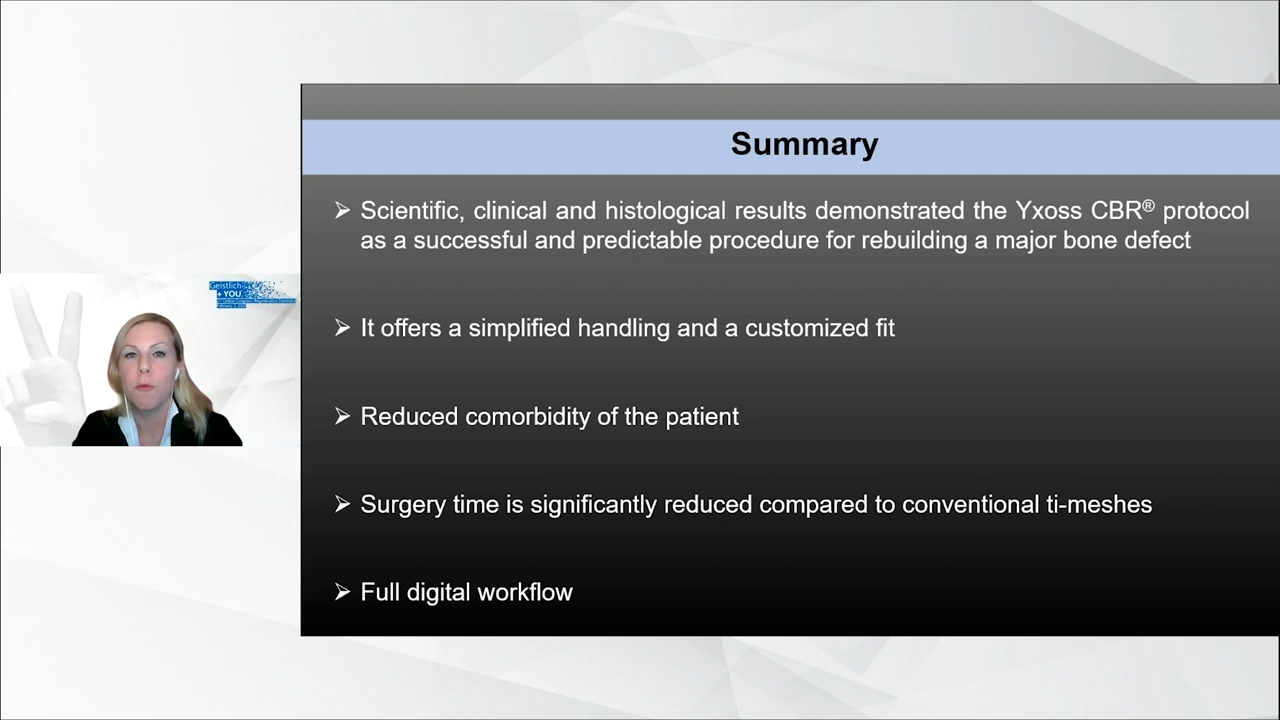 Summary
Scientific, clinical and histological results demonstrated the Yxoss CBR® protocol
as a successful and predictable procedure for rebuilding a major bone defect
It offers a simplified handling and a customized fit
Reduced comorbidity of the patient
Surgery time is significantly reduced compared to conventional ti-meshes
Full digital workflow
Geistlich
+ YOU